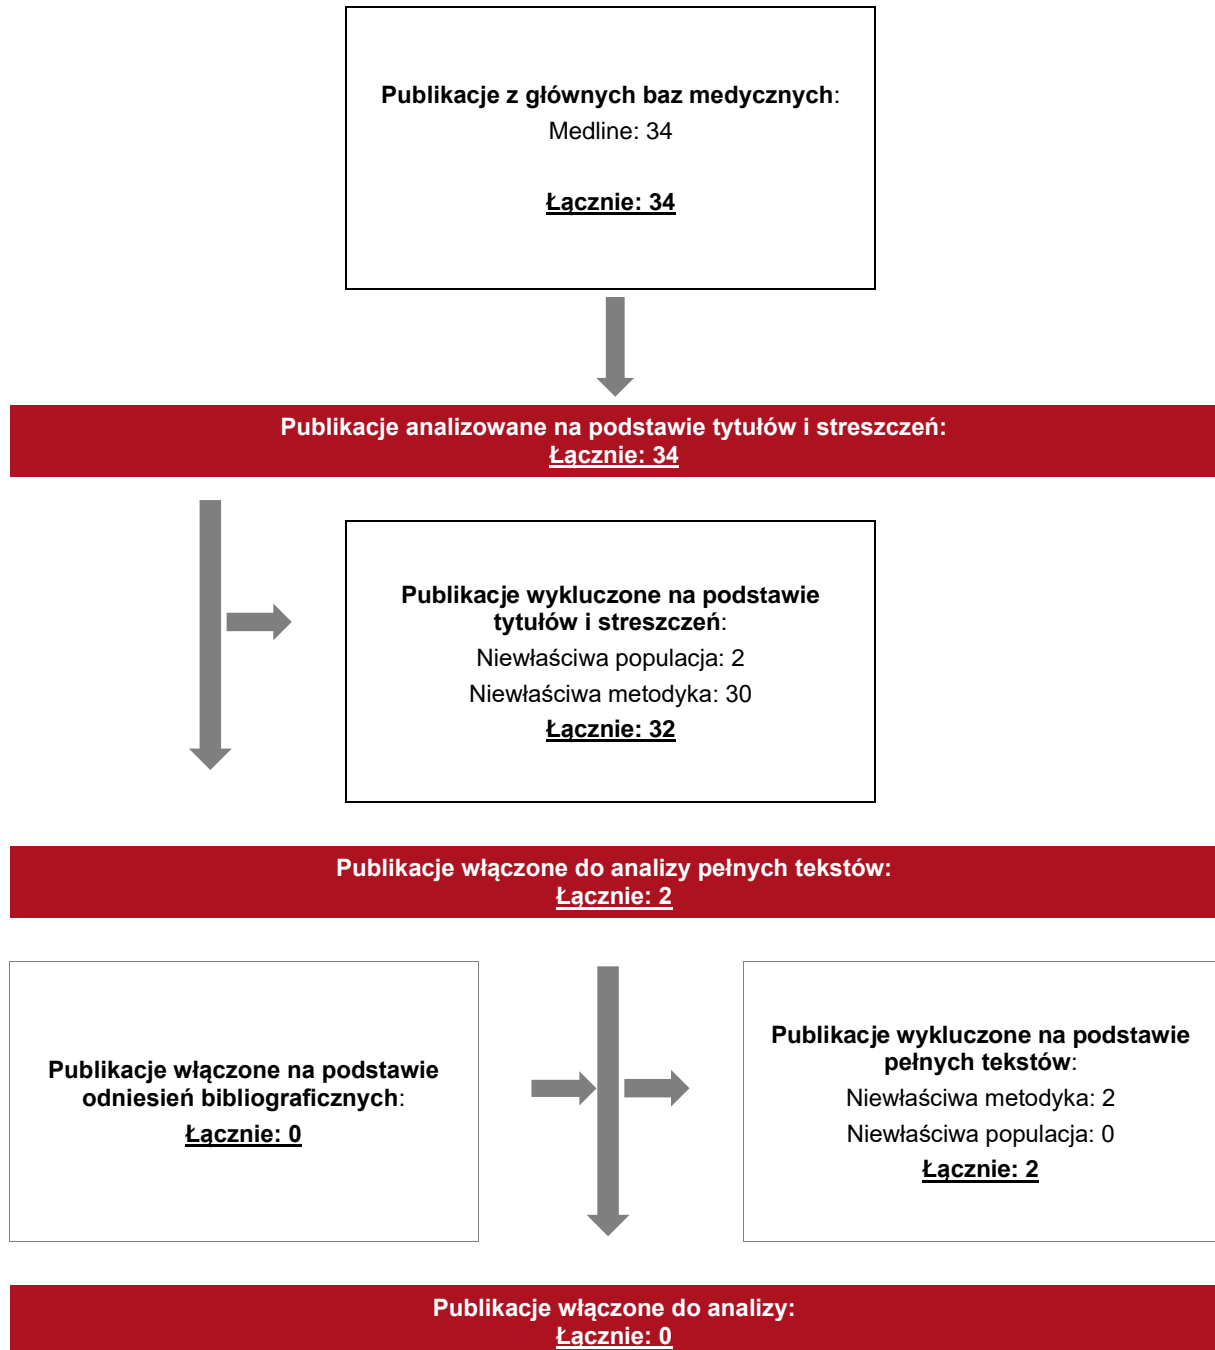 Publikacje z głównych baz medycznych:
Medline: 34
Łącznie: 34
Publikacje analizowane na podstawie tytułów i streszczeń:
Łącznie: 34
Publikacje wykluczone na podstawie
tytułów i streszczeń:
Niewłaściwa populacja: 2
Niewłaściwa metodyka: 30
Łącznie: 32
Publikacje włączone do analizy pełnych tekstów:
Łącznie: 2
Publikacje włączone na podstawie
odniesień bibliograficznych:
Łącznie: 0
Publikacje wykluczone na podstawie
pełnych tekstów:
Niewłaściwa metodyka: 2
Niewłaściwa populacja: 0
Łącznie: 2
Publikacje włączone do analizy:
Łącznie: 0